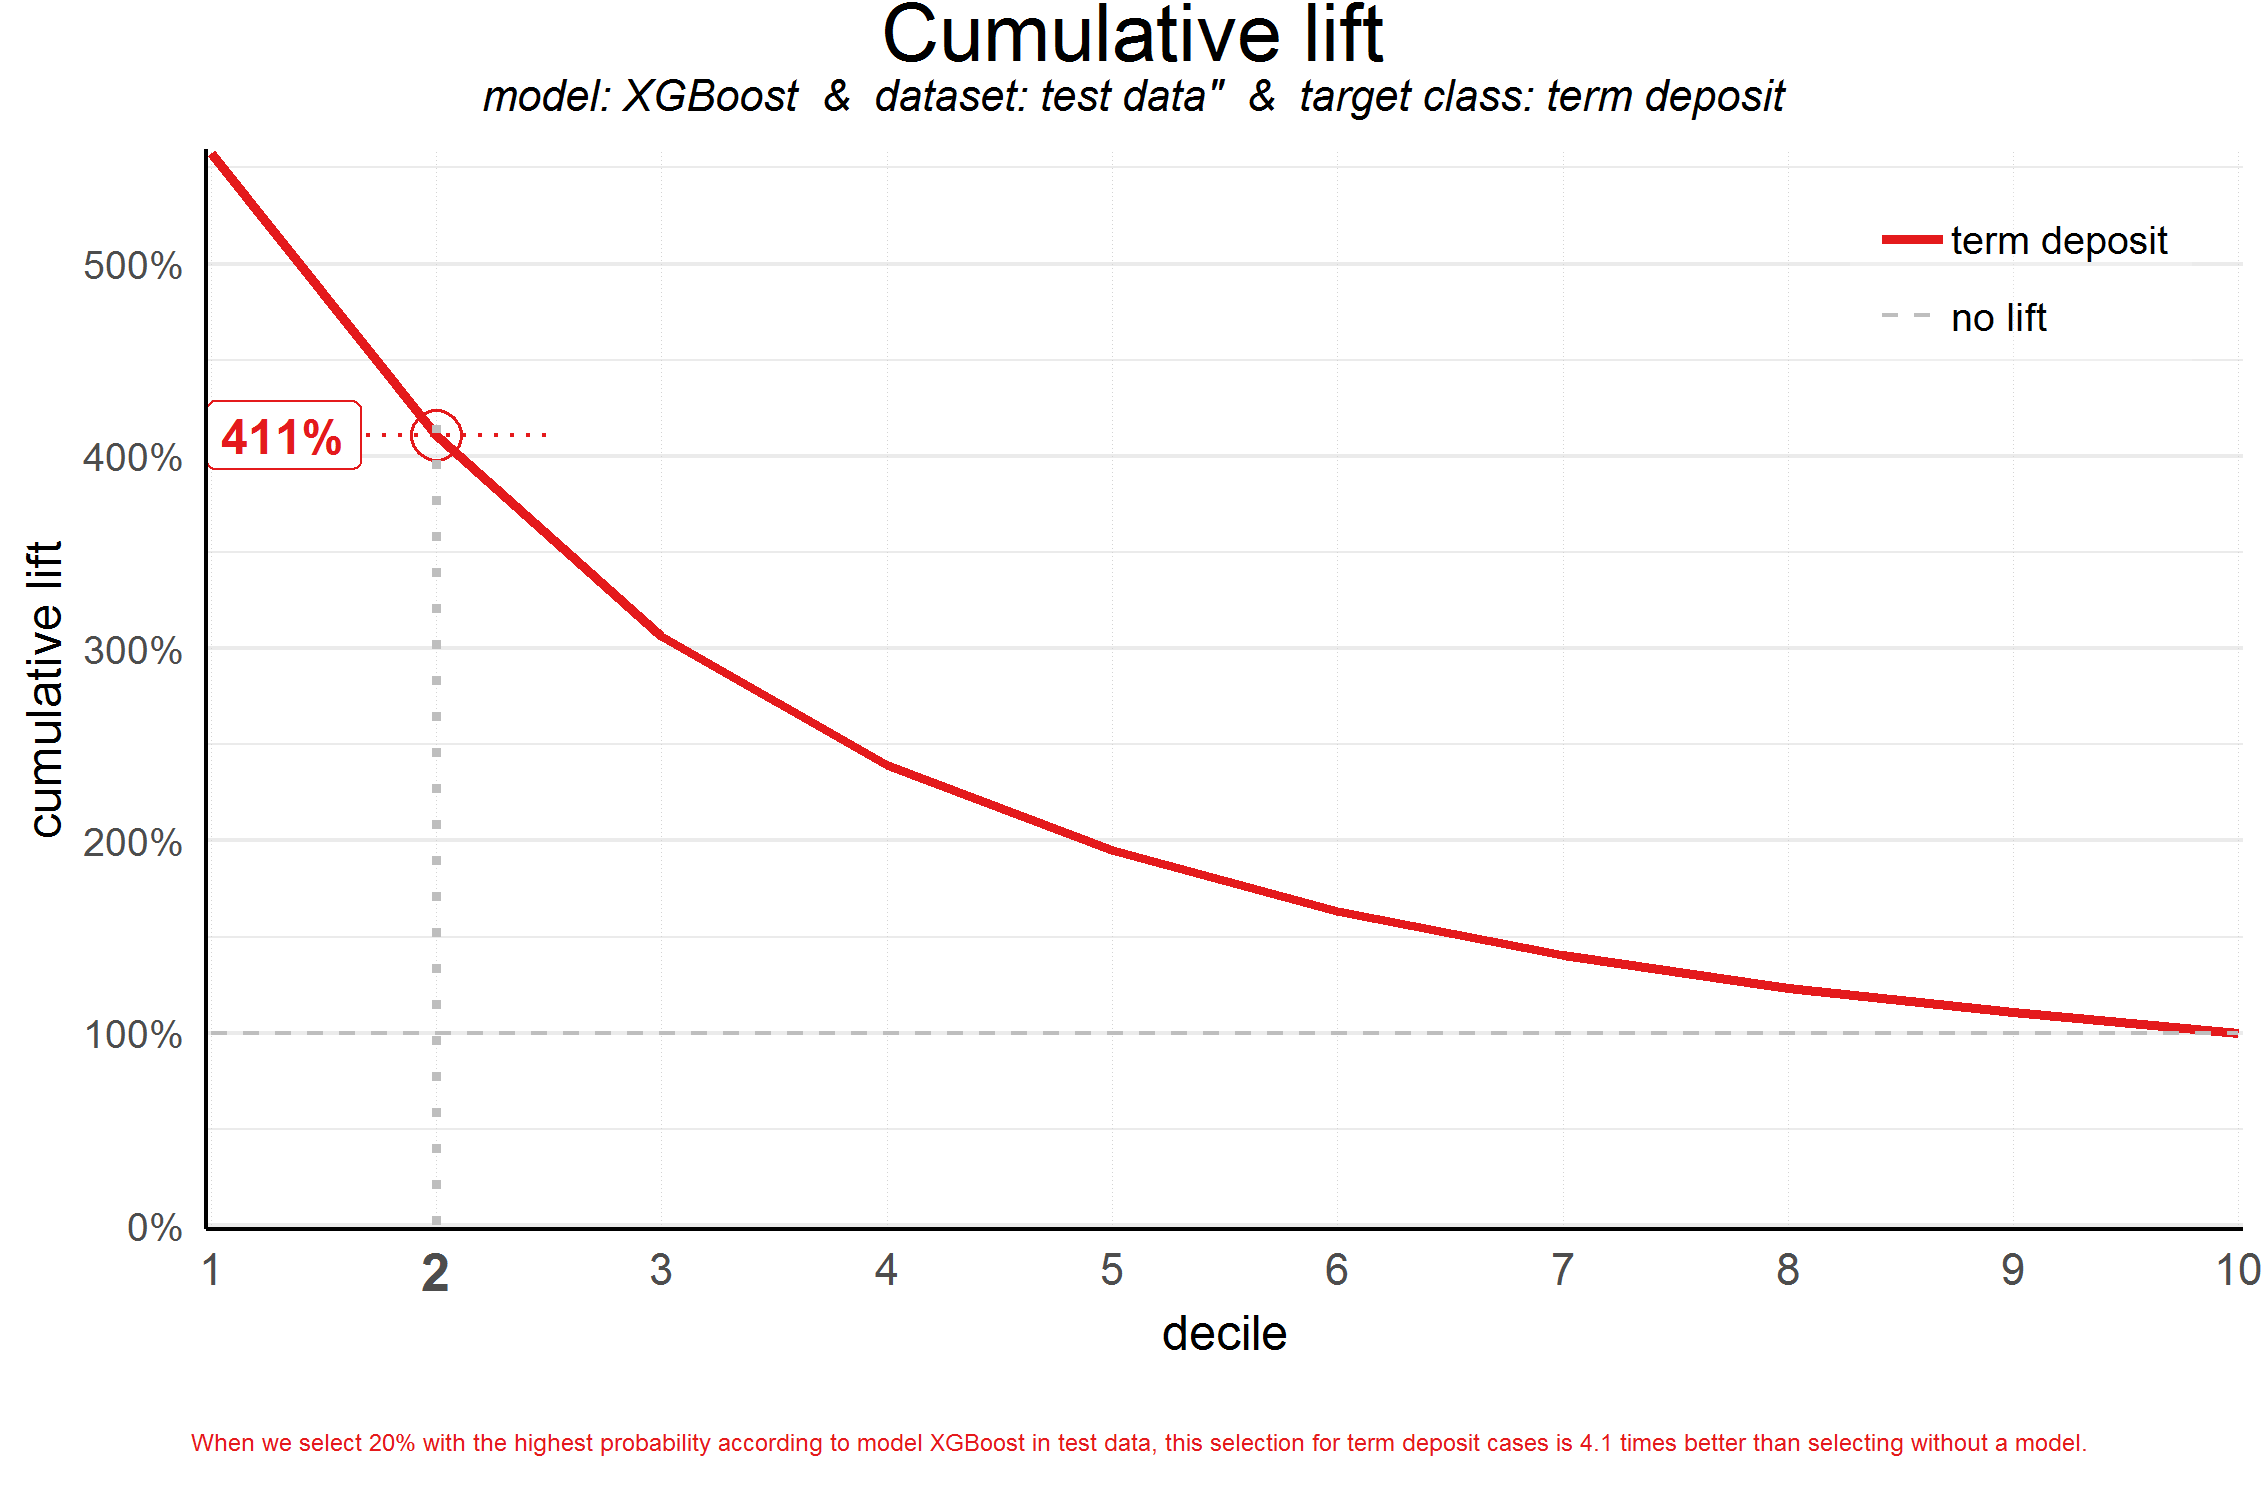 Cumulative lift
model: XGBoost & dataset: test data" & target class: term deposit
term deposit
no lift
500%
411%
400%
300%
200%
100%
0%
cumulative lift
1 2 3 4 5 6 7 8 9 10
decile
When we select 20% with the highest probability according to model XGBoost in test data, this selection for term deposit cases is 4.1 times better than selecting without a model.